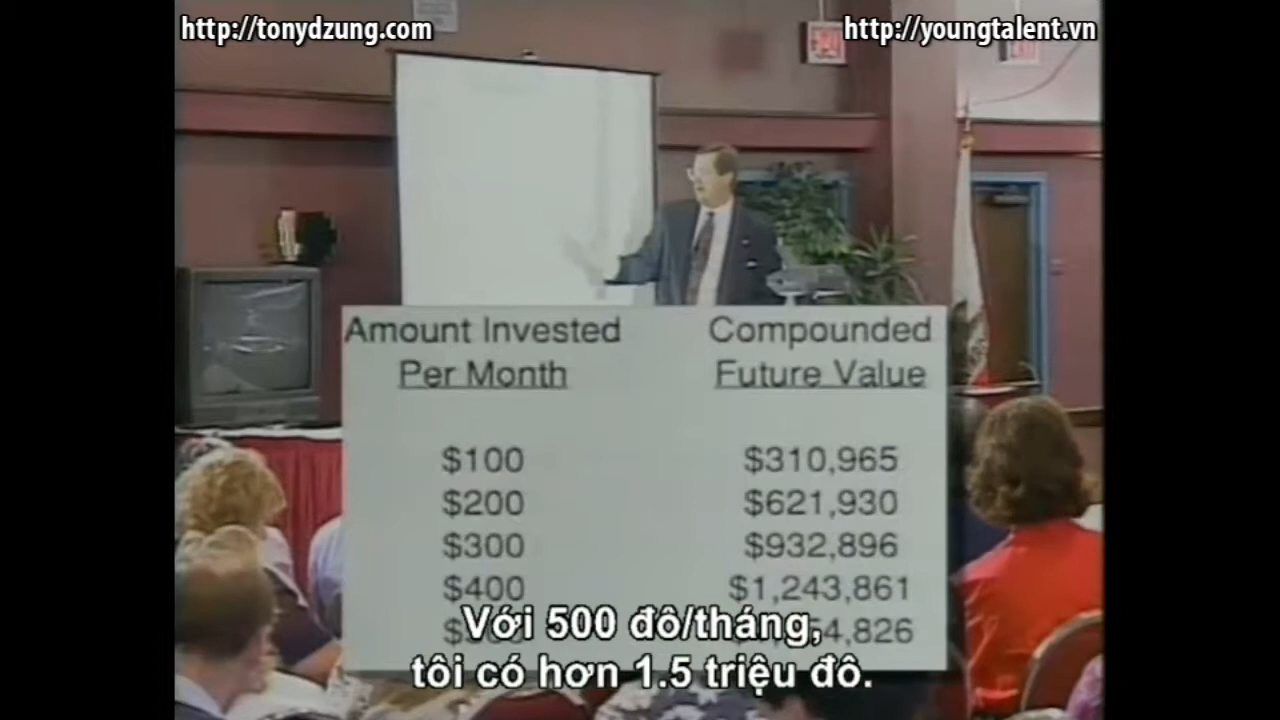 http://tonydzung.com
http://youngtalent.vn
Amount Invested Compounded
Per Month Future Value
$100 $310,965
$200 $621,930
$300 $932,896
$400 $1,243,861
Với 500 đô/tháng,
tôi có hơn 1.5 triệu đô.